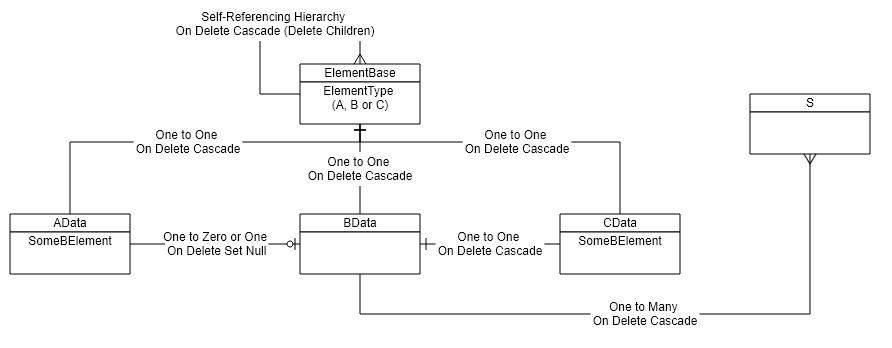 Self-Referencing Hierarchy
On Delete Cascade (Delete Children)
ElementBase
ElementType
(A, B or C)
S
One to One
On Delete Cascade
One to One
On Delete Cascade
One to One
On Delete Cascade
AData
SomeBElement
One to Zero or One
On Delete Set Null
BData
One to One
On Delete Cascade
CData
SomeBElement
One to Many
On Delete Cascade